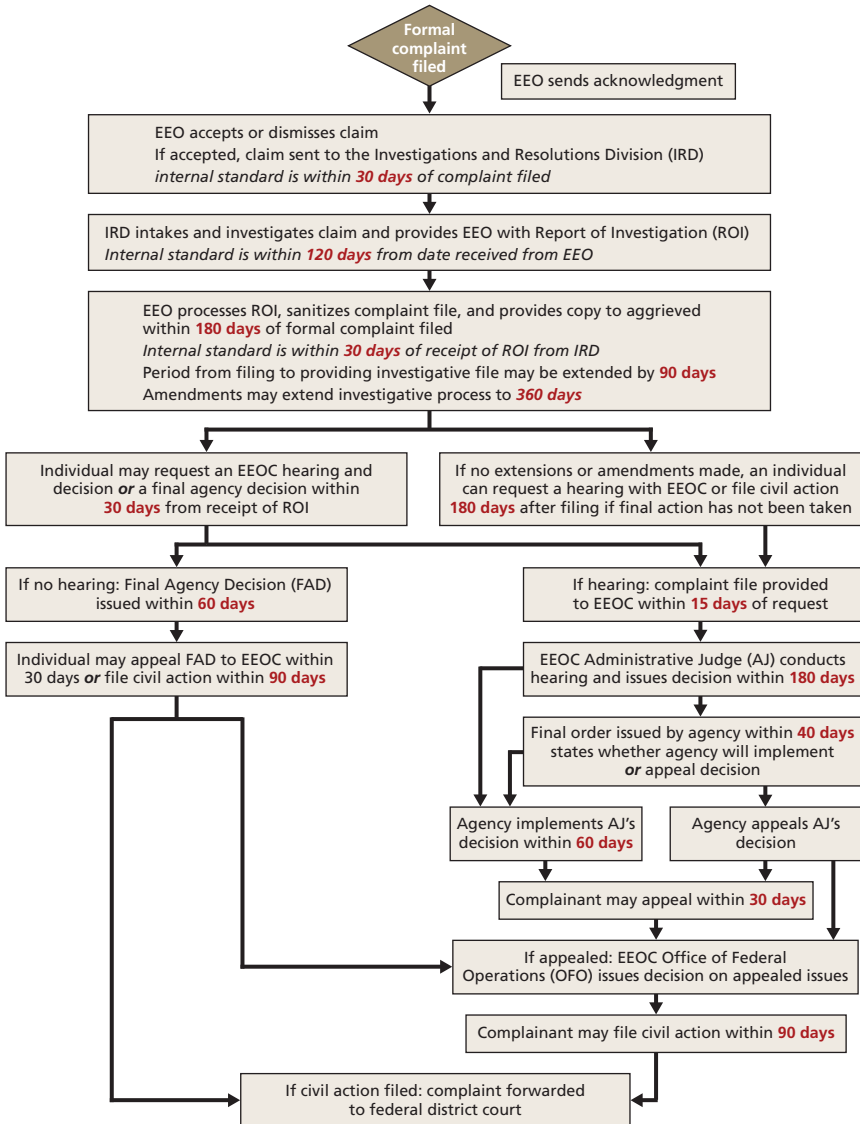 Formal
complaint
filed
EEO sends acknowledgment
EEO accepts or dismisses claim
If accepted, claim sent to the Investigations and Resolutions Division (IRD)
internal standard is within 30 days of complaint filed
IRD intakes and investigates claim and provides EEO with Report of Investigation (ROI)
Internal standard is within 120 days from date received from EEO
EEO processes ROI, sanitizes complaint file, and provides copy to aggrieved
within 180 days of formal complaint filed
Internal standard is within 30 days of receipt of ROI from IRD
Period from filing to providing investigative file may be extended by 90 days
Amendments may extend investigative process to 360 days
Individual may request an EEOC hearing and
decision or a final agency decision within
30 days from receipt of ROI
If no extensions or amendments made, an individual
can request a hearing with EEOC or file civil action
180 days after filing if final action has not been taken
If no hearing: Final Agency Decision (FAD)
issued within 60 days
If hearing: complaint file provided
to EEOC within 15 days of request
Individual may appeal FAD to EEOC within
30 days or file civil action within 90 days
EEOC Administrative Judge (AJ) conducts
hearing and issues decision within 180 days
Final order issued by agency within 40 days
states whether agency will implement
or appeal decision
Agency implements AJ's
decision within 60 days
Agency appeals AJ's
decision
Complainant may appeal within 30 days
If appealed: EEOC Office of Federal
Operations (OFO) issues decision on appealed issues
Complainant may file civil action within 90 days
If civil action filed: complaint forwarded
to federal district court